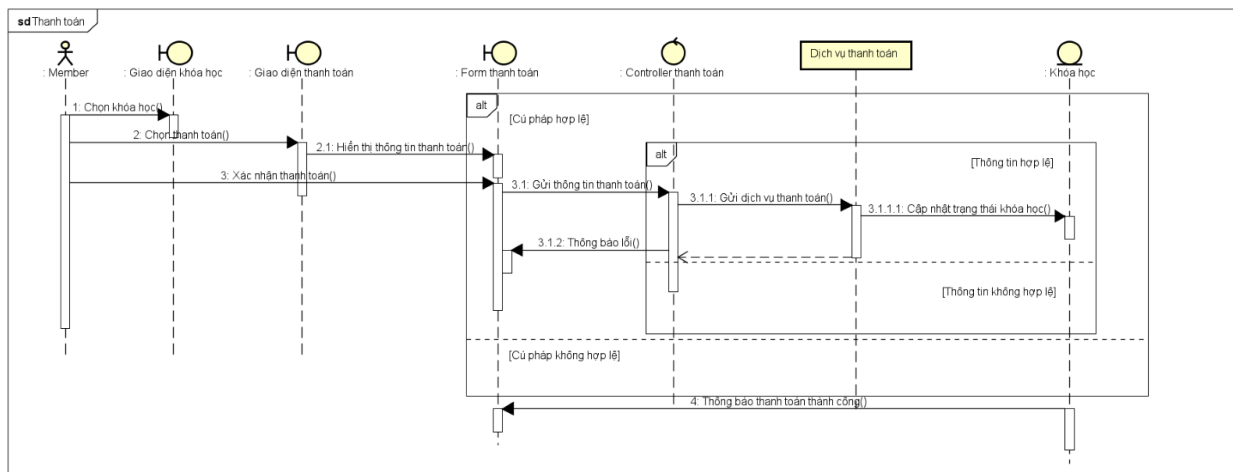 sd Thanh toán
: Member
: Giao diện khóa học
: Giao diện thanh toán
: Form thanh toán
: Controller thanh toán
Dịch vụ thanh toán
: Khóa học
alt
[Cú pháp hợp lệ]
1: Chọn khóa học()
2: Chọn thanh toán()
2.1: Hiển thị thông tin thanh toán()
alt
[Thông tin hợp lệ]
3: Xác nhận thanh toán()
3.1: Gửi thông tin thanh toán()
3.1.1: Gửi dịch vụ thanh toán()
3.1.1.1: Cập nhật trạng thái khóa học()
3.1.2: Thông báo lỗi()
[Thông tin không hợp lệ]
[Cú pháp không hợp lệ]
4: Thông báo thanh toán thành công()